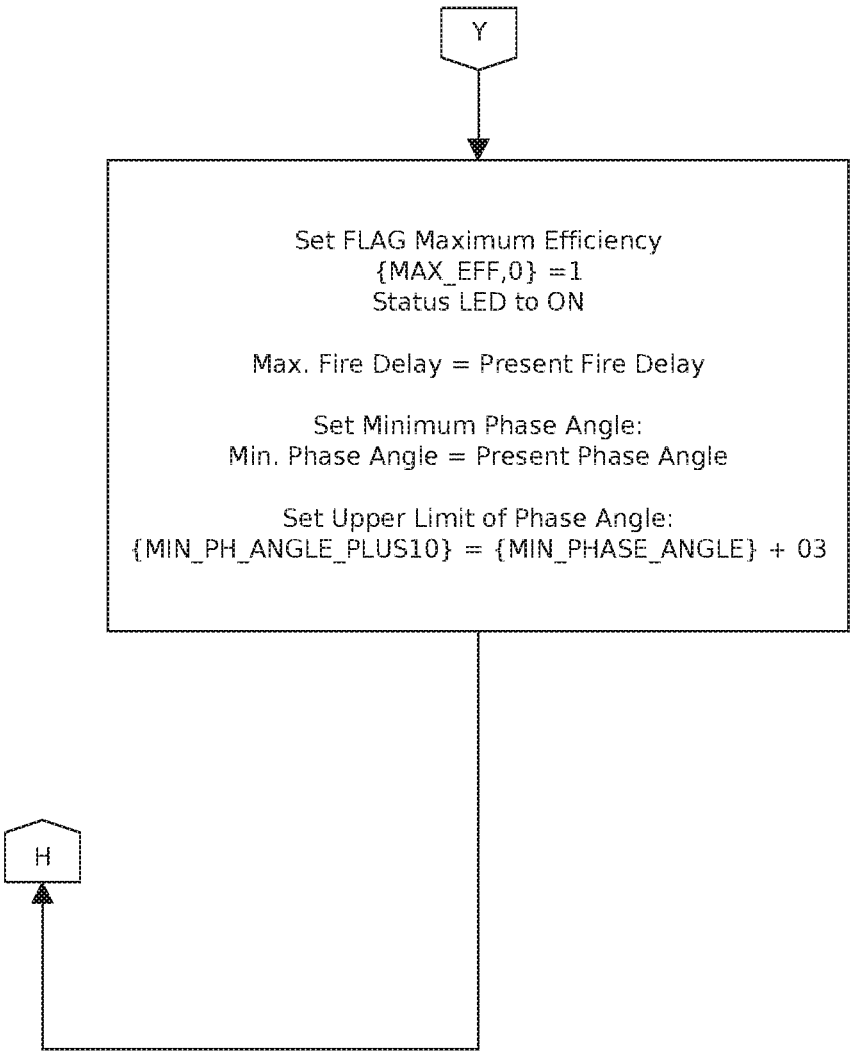 Y
Set FLAG Maximum Efficiency
{MAX_EFF,0} =1
Status LED to ON
Max. Fire Delay = Present Fire Delay
Set Minimum Phase Angle:
Min. Phase Angle = Present Phase Angle
Set Upper Limit of Phase Angle:
{MIN_PH_ANGLE_PLUS10} = {MIN_PHASE_ANGLE} + 03
H